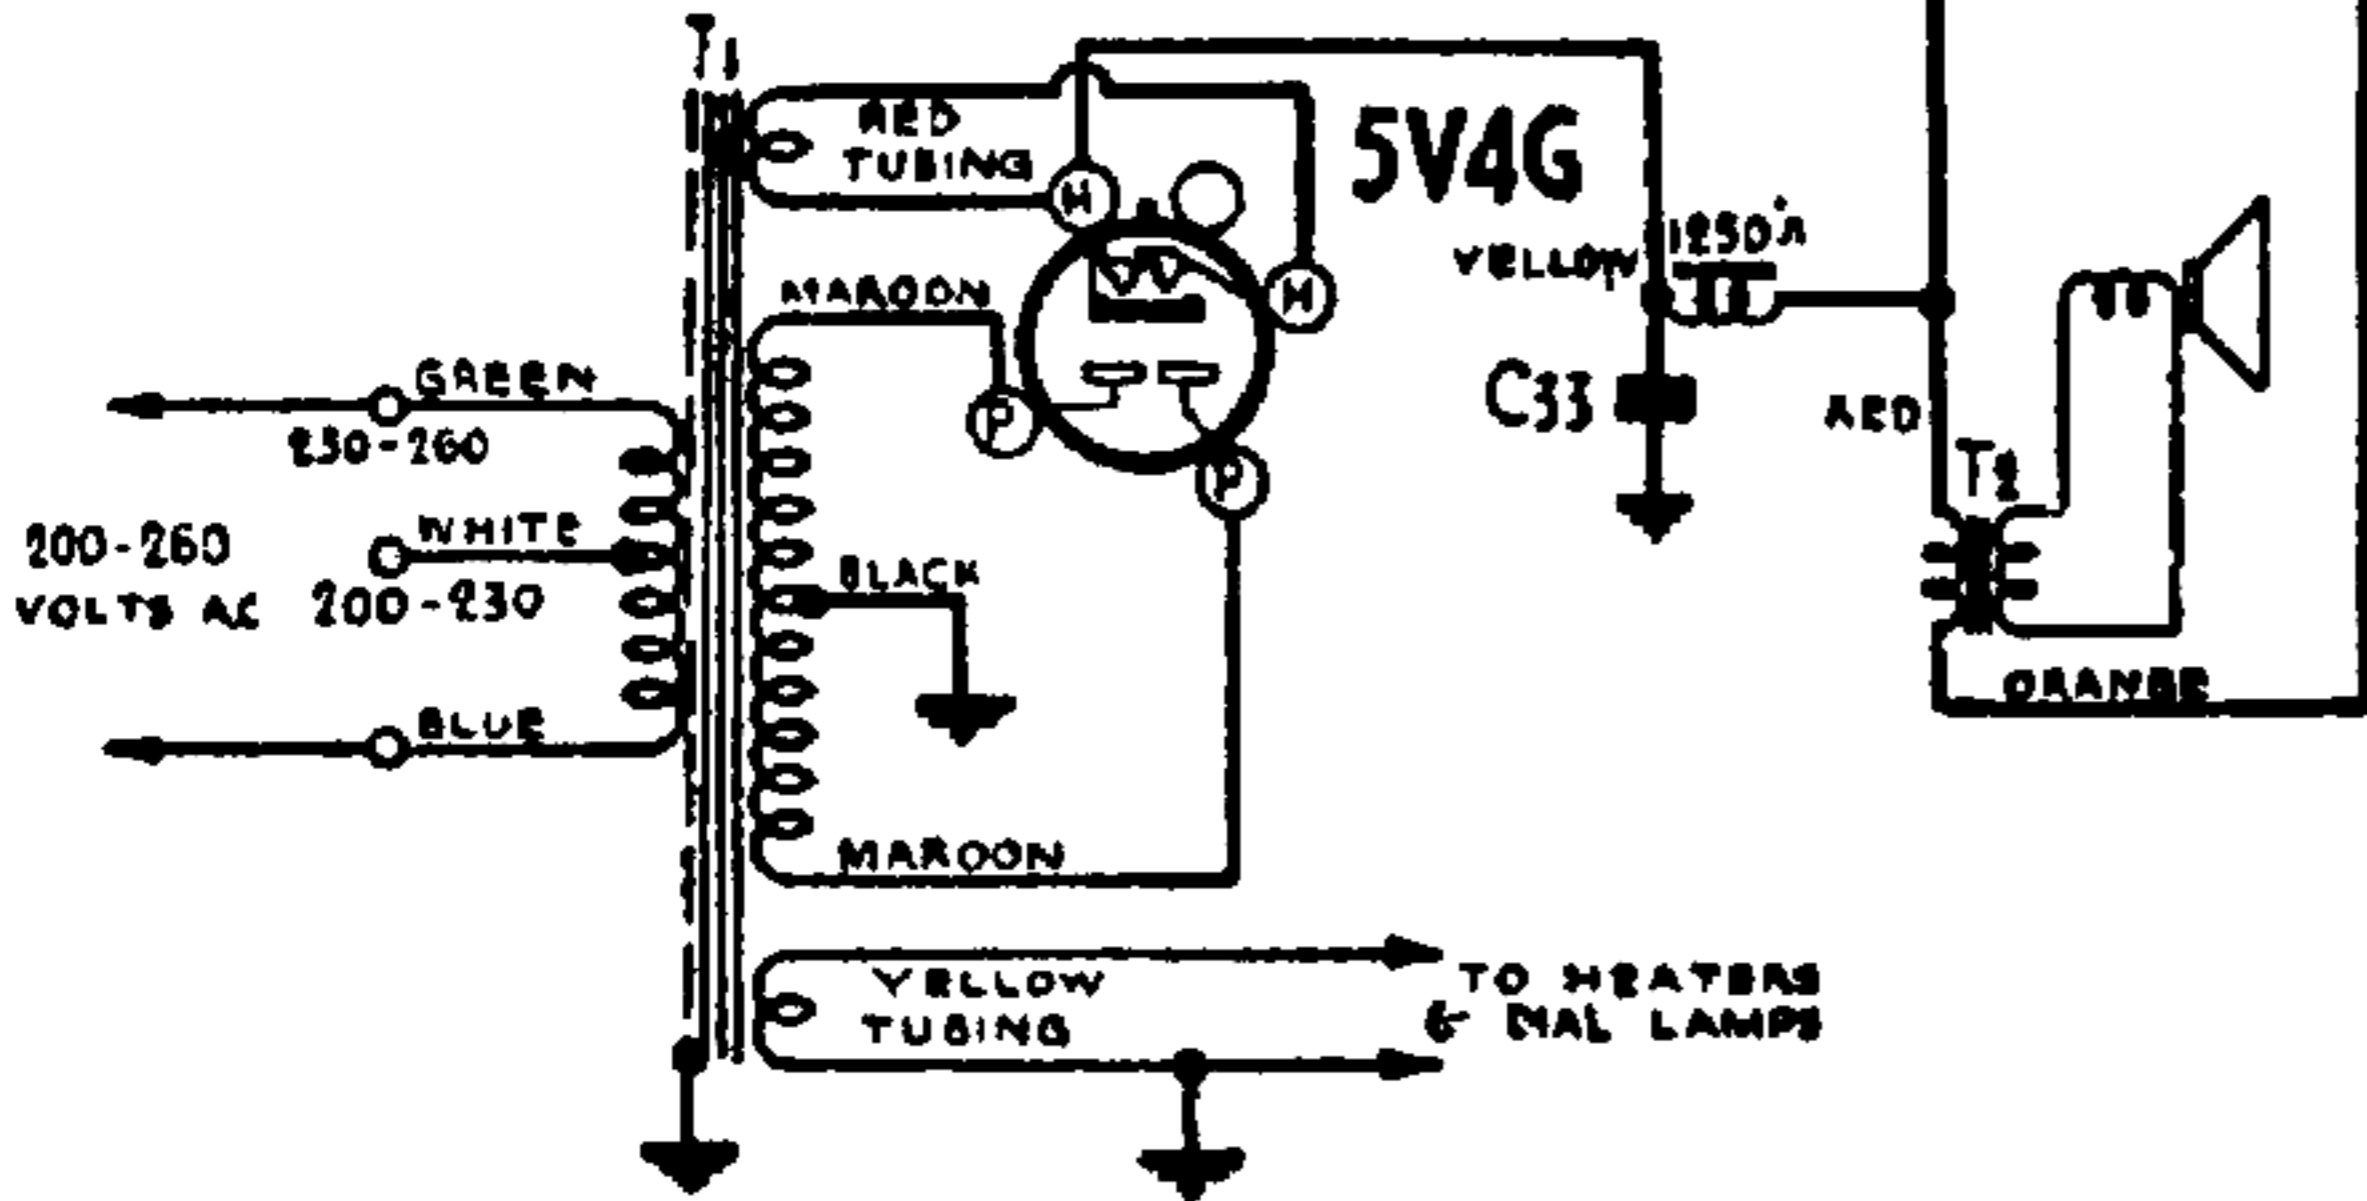 RED
TUBING
H
5V4G
1250Ω
YELLOW
H
MAROON
GREEN
230-260
P
C33
RED
P
T2
200-260
VOLTS AC
WHITE
200-230
BLACK
BLUE
ORANGE
MAROON
YELLOW
TUBING
TO HEATERS
& DIAL LAMPS